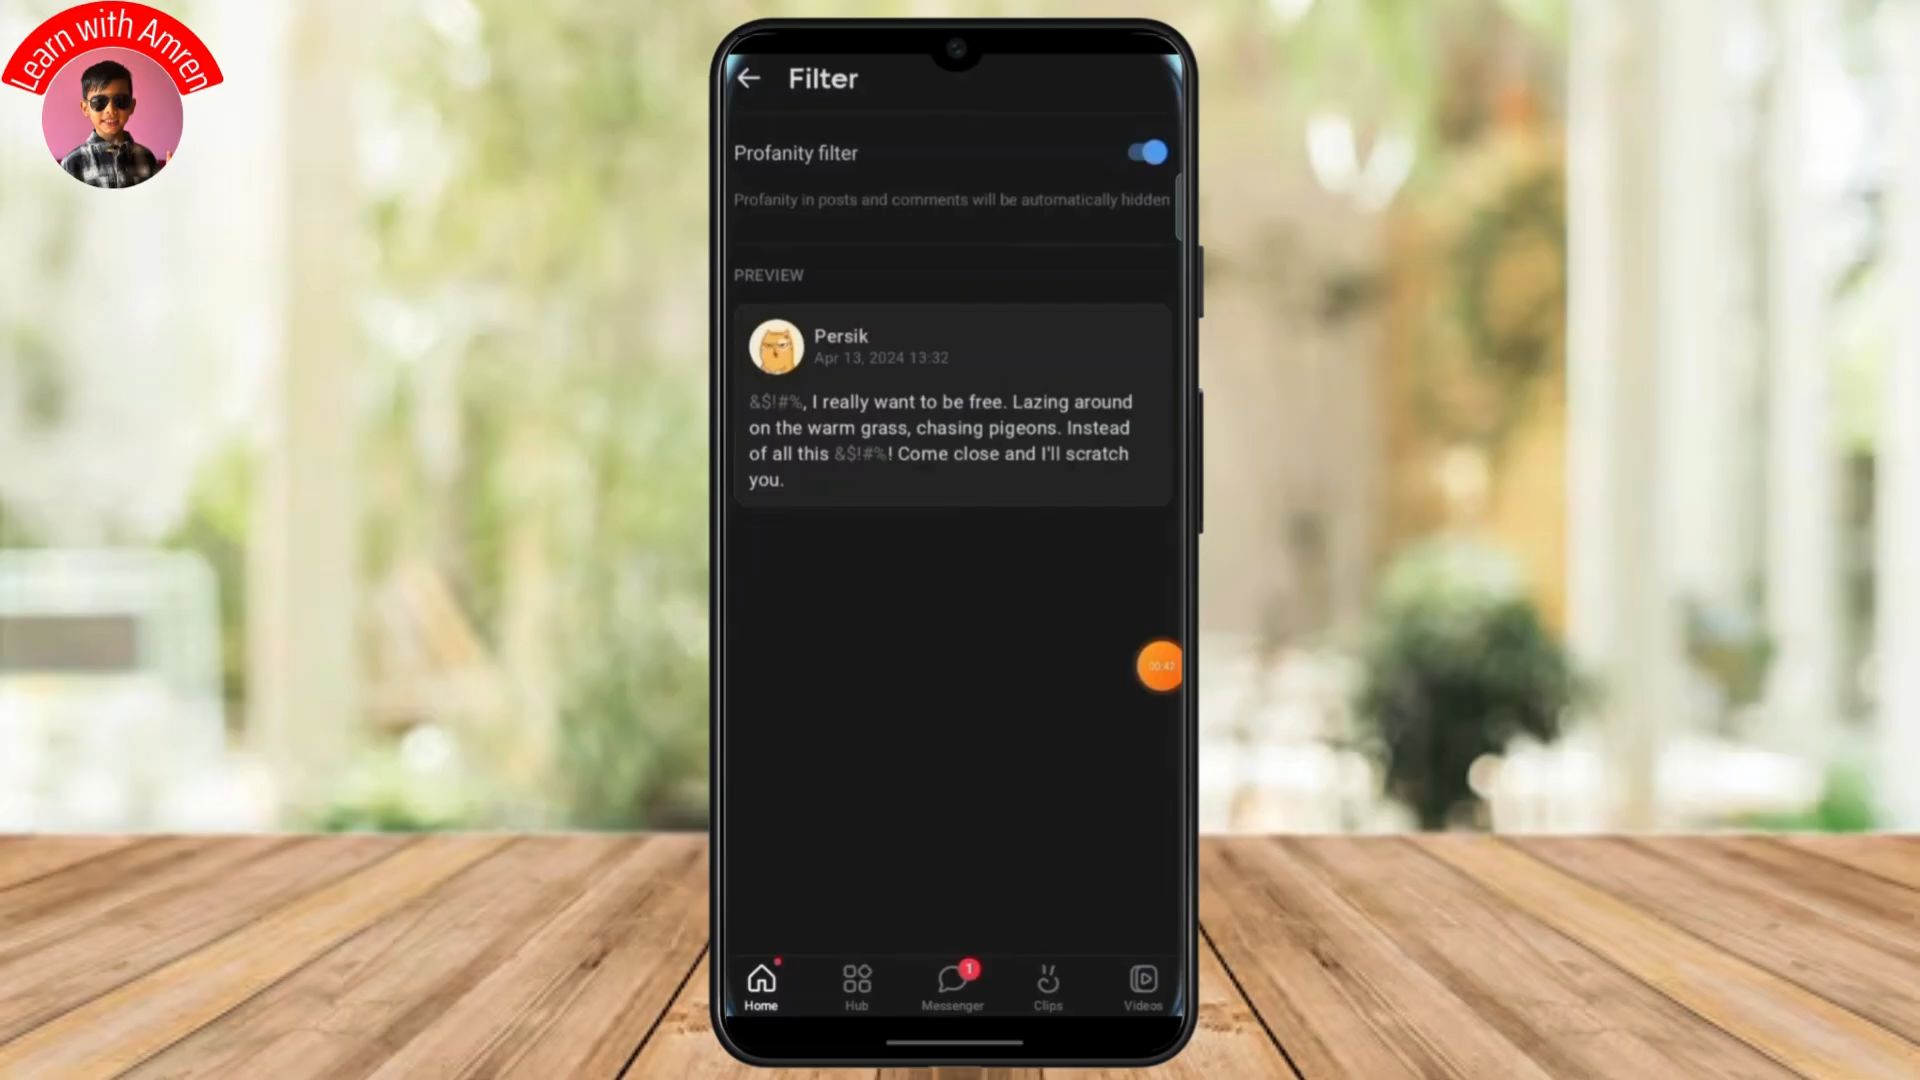 Learn with Amren
Filter
Profanity filter
Profanity in posts and comments will be automatically hidden
PREVIEW
Persik
Apr 13, 2024 13:32
&$!#%, I really want to be free. Lazing around
on the warm grass, chasing pigeons. Instead
of all this &$!#%! Come close and I'll scratch
you.
00:42
1
Home
Hub
Messenger
Clips
Videos